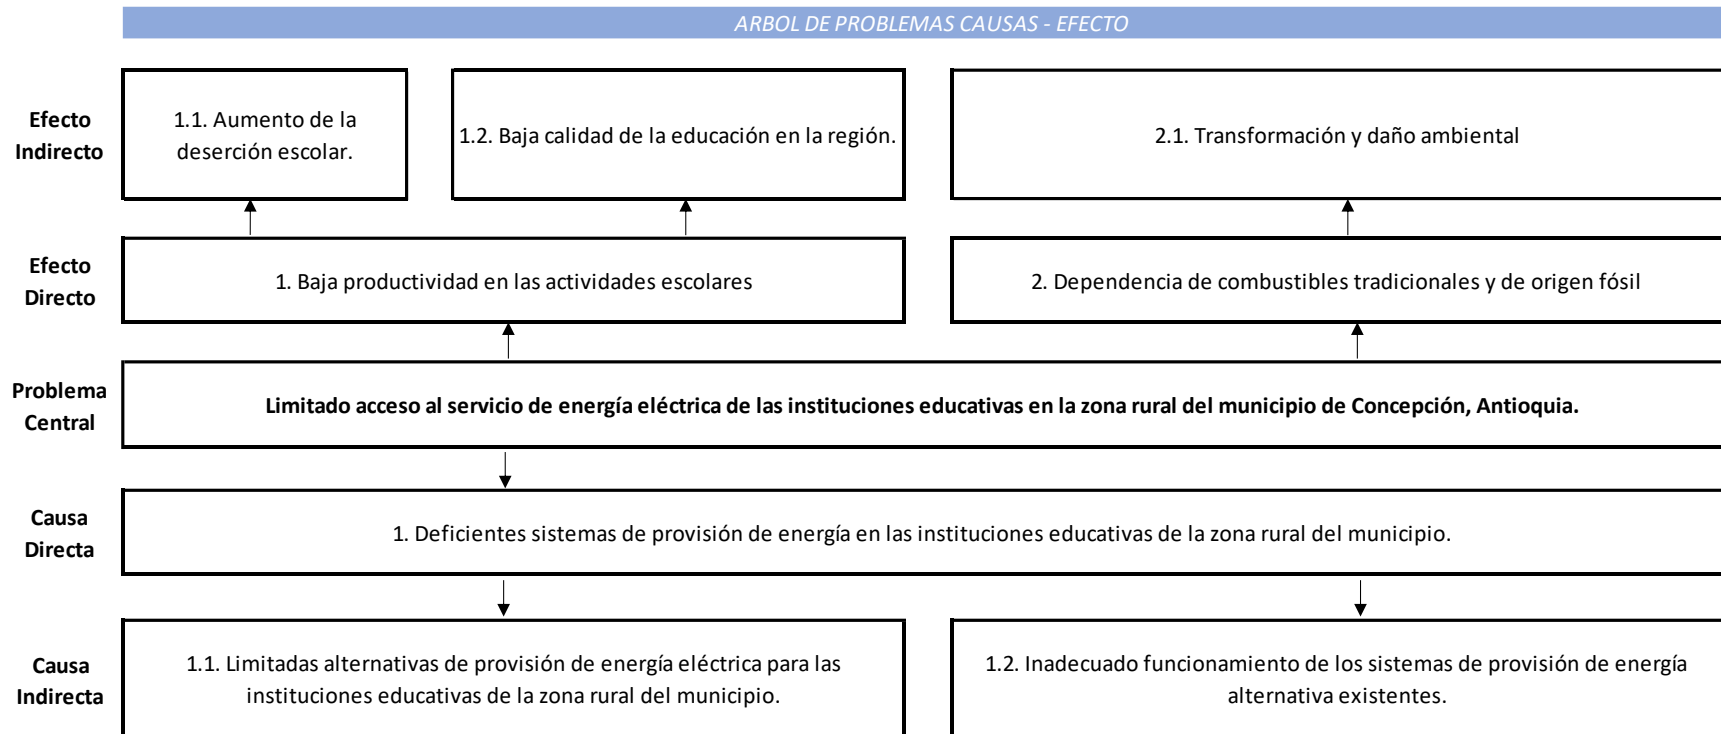 ARBOL DE PROBLEMAS CAUSAS - EFECTO
Efecto
Indirecto
1.1. Aumento de la
deserción escolar.
1.2. Baja calidad de la educación en la región.
2.1. Transformación y daño ambiental
Efecto
Directo
1. Baja productividad en las actividades escolares
2. Dependencia de combustibles tradicionales y de origen fósil
Problema
Central
Limitado acceso al servicio de energía eléctrica de las instituciones educativas en la zona rural del municipio de Concepción, Antioquia.
Causa
Directa
1. Deficientes sistemas de provisión de energía en las instituciones educativas de la zona rural del municipio.
Causa
Indirecta
1.1. Limitadas alternativas de provisión de energía eléctrica para las
instituciones educativas de la zona rural del municipio.
1.2. Inadecuado funcionamiento de los sistemas de provisión de energía
alternativa existentes.